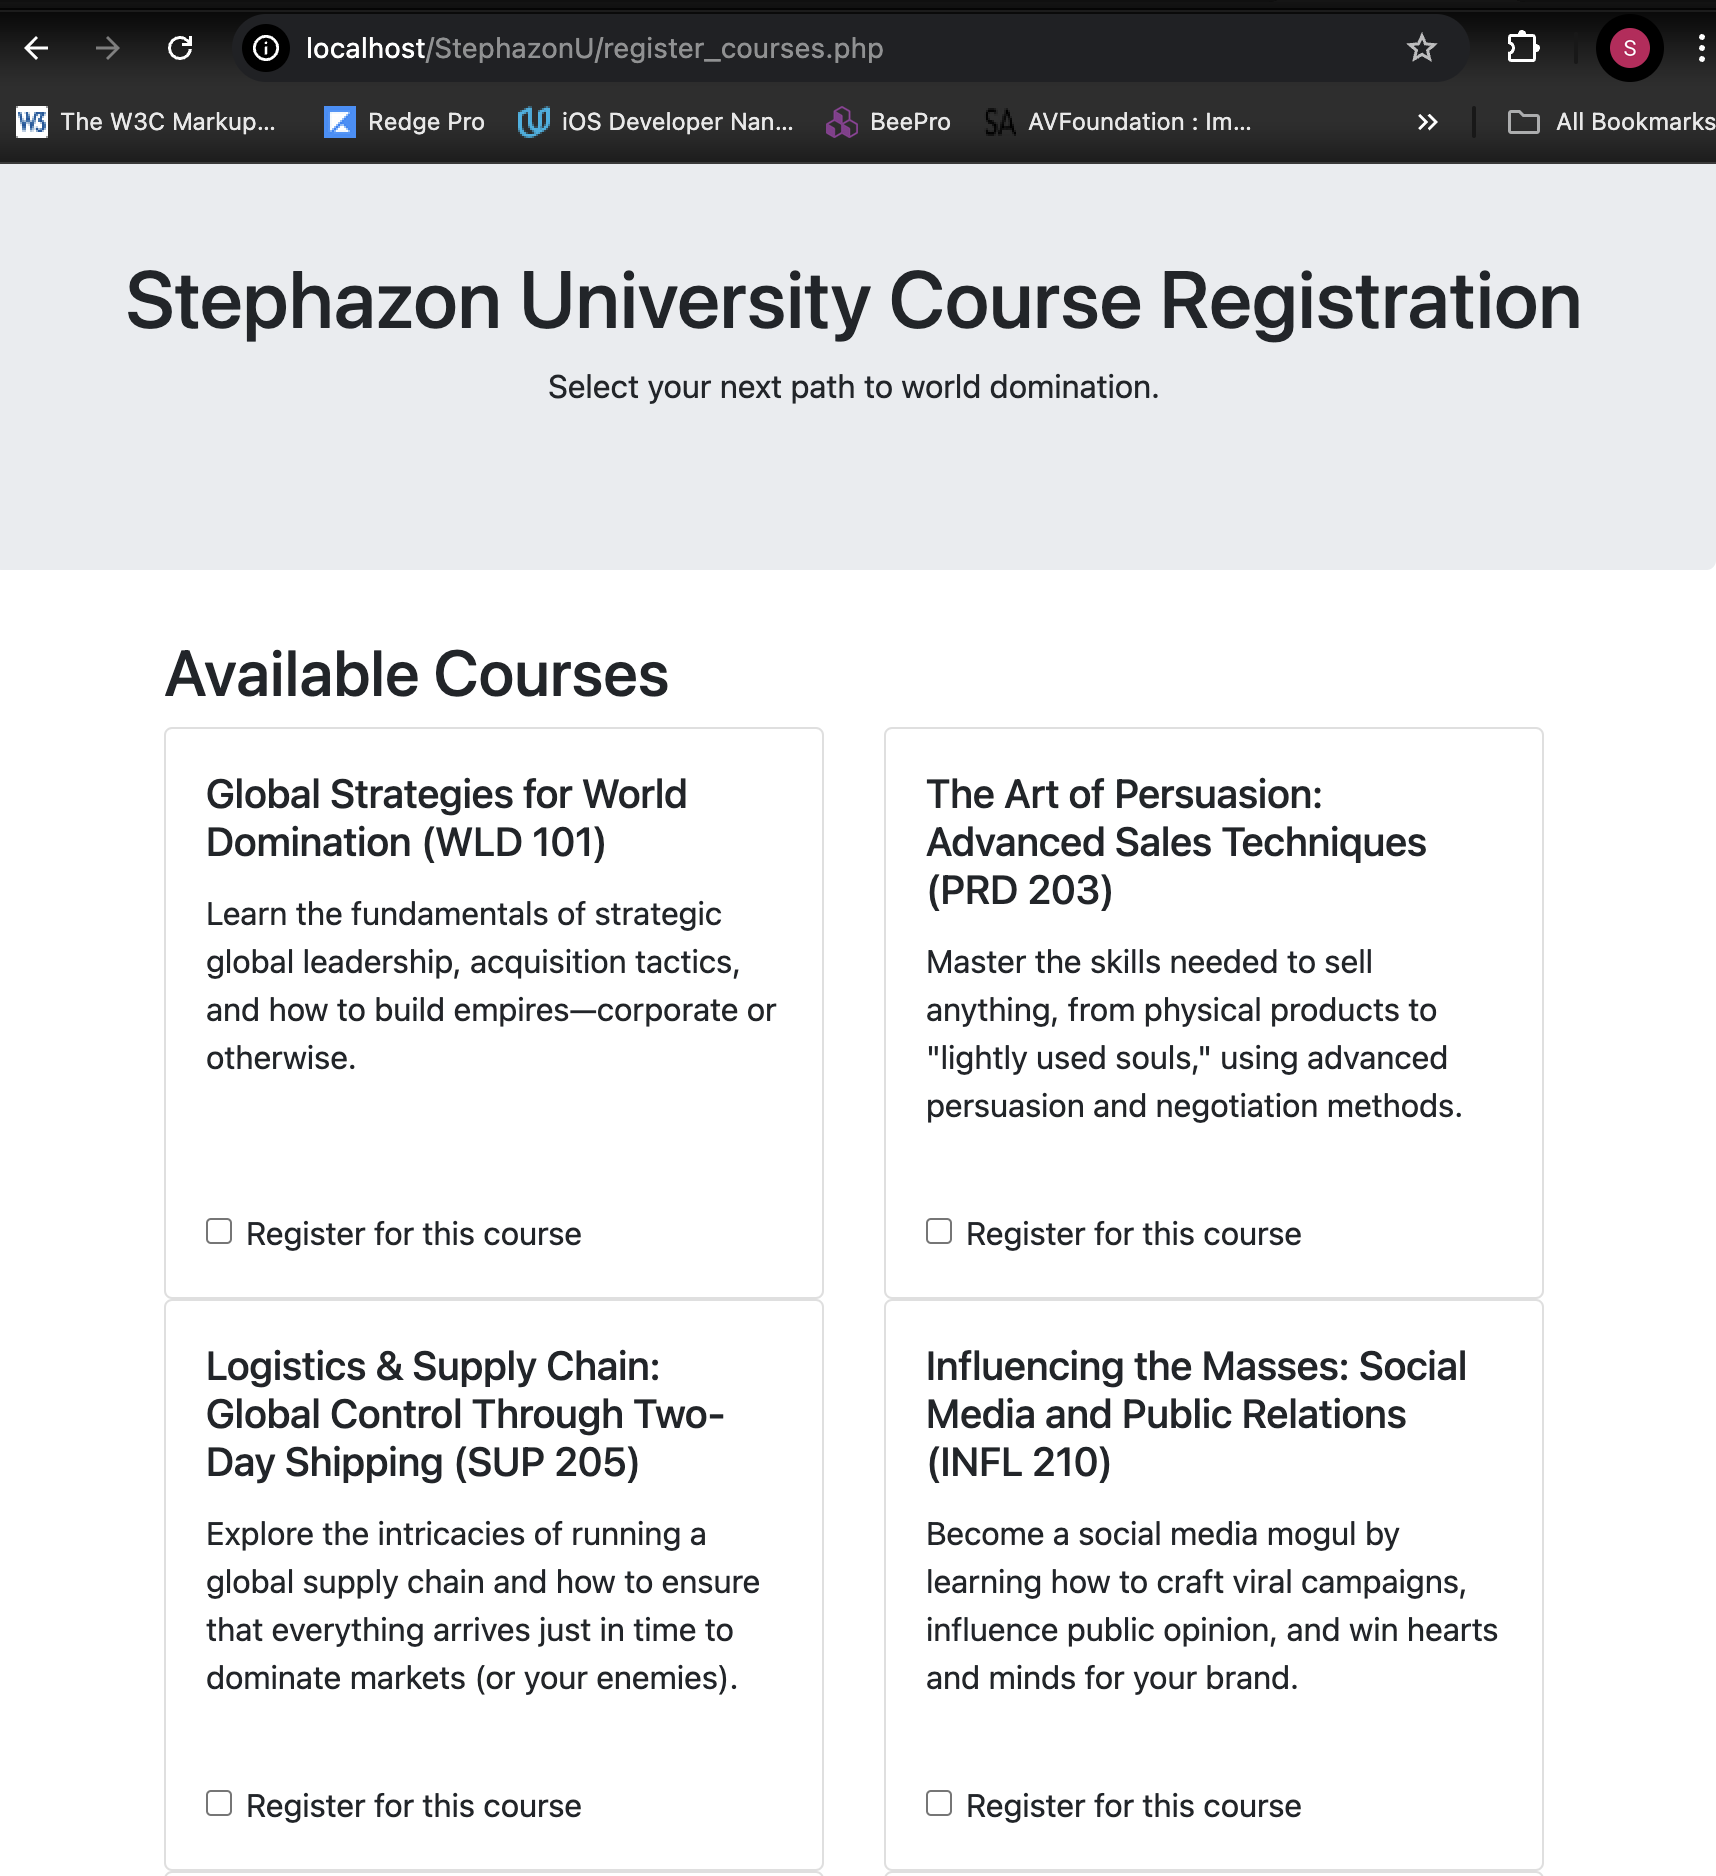 localhost/StephazonU/register_courses.php
S
W3 The W3C Markup... Redge Pro iOS Developer Nan... BeePro SA AVFoundation : Im... All Bookmarks
Stephazon University Course Registration
Select your next path to world domination.
Available Courses
Global Strategies for World
Domination (WLD 101)
Learn the fundamentals of strategic
global leadership, acquisition tactics,
and how to build empires—corporate or
otherwise.
Register for this course
The Art of Persuasion:
Advanced Sales Techniques
(PRD 203)
Master the skills needed to sell
anything, from physical products to
"lightly used souls," using advanced
persuasion and negotiation methods.
Register for this course
Logistics & Supply Chain:
Global Control Through Two-
Day Shipping (SUP 205)
Explore the intricacies of running a
global supply chain and how to ensure
that everything arrives just in time to
dominate markets (or your enemies).
Register for this course
Influencing the Masses: Social
Media and Public Relations
(INFL 210)
Become a social media mogul by
learning how to craft viral campaigns,
influence public opinion, and win hearts
and minds for your brand.
Register for this course